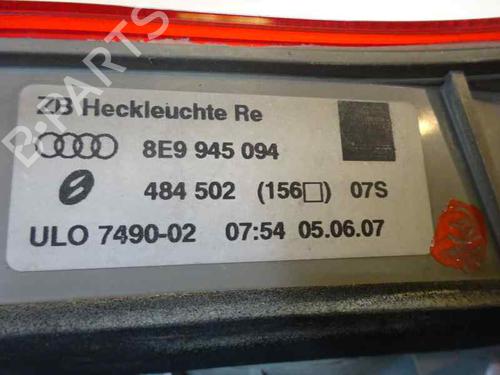 ZB Heckleuchte Re
8E9 945 094
484 502 (156□) 07S
ULO 7490-02 07:54 05.06.07
B-PARTS